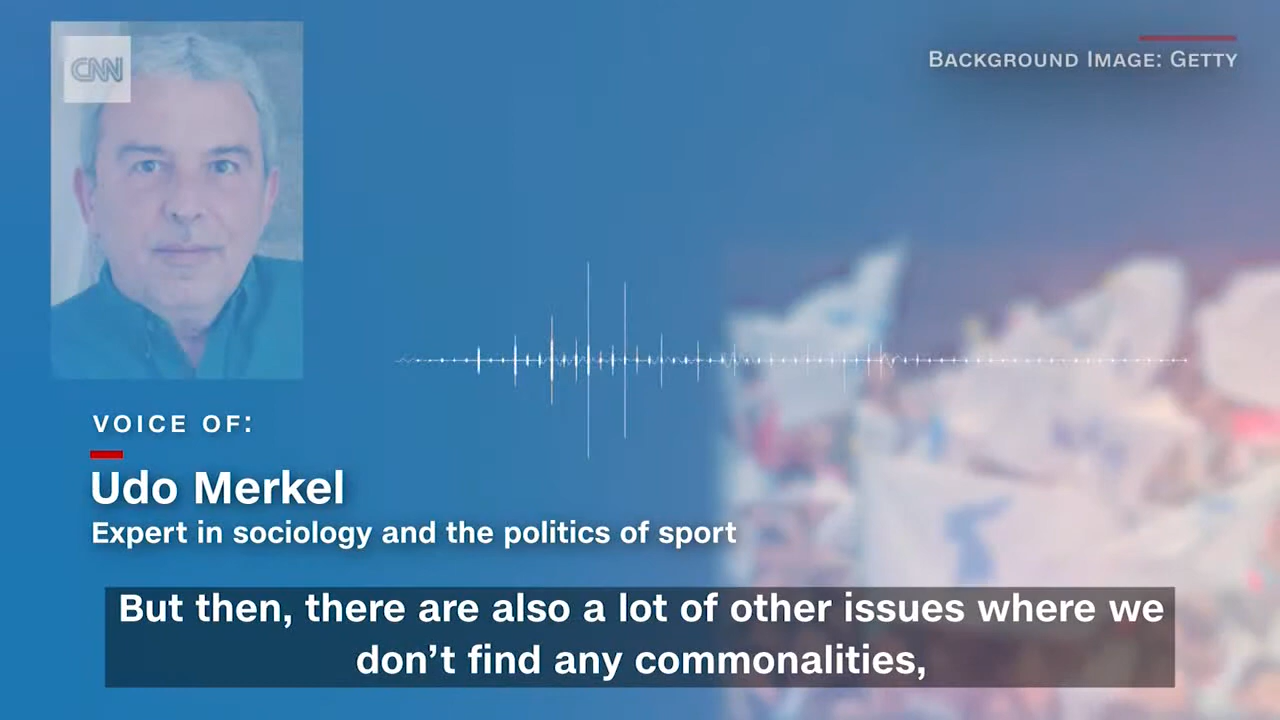 CNN
BACKGROUND IMAGE: GETTY
VOICE OF:
Udo Merkel
Expert in sociology and the politics of sport
But then, there are also a lot of other issues where we
don’t find any commonalities,